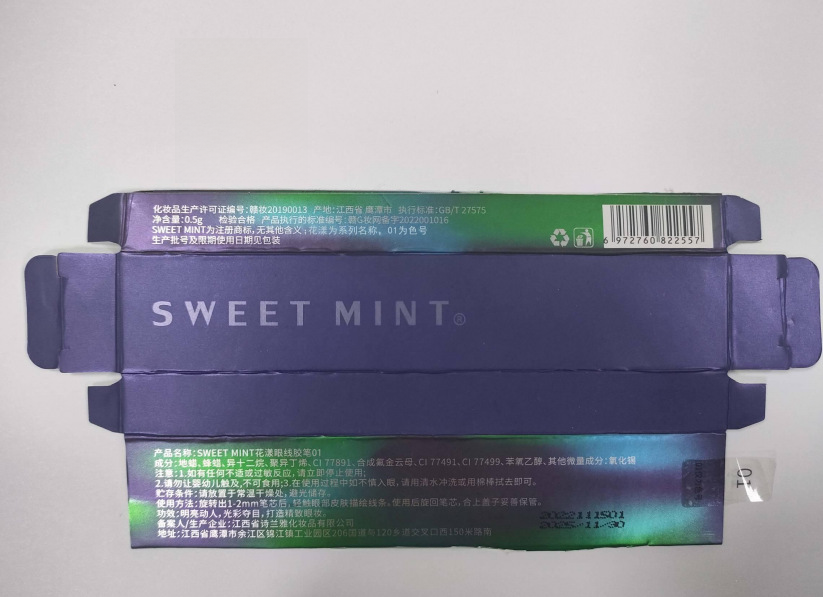 化妆品生产许可证编号:赣妆20190013 产地:江西省 鹰潭市 执行标准:GB/T 27575
净含量:0.5g 检验合格 产品执行的标准编号:赣G妆网备字2022001016
SWEET MINT为注册商标,无其他含义;花漾为系列名称、01为色号
生产批号及限期使用日期见包装
6 972760 822557
SWEET MINT®
产品名称:SWEET MINT花漾眼线胶笔01
成分:地蜡、蜂蜡、异十二烷、聚异丁烯、CI 77891、合成氟金云母、CI 77491、CI 77499、苯氧乙醇、其他微量成分:氧化锡
注意:1.如有任何不适或过敏反应,请立即停止使用;
2.请勿让婴幼儿触及,不可食用;3.在使用过程中如不慎入眼,请用清水冲洗或用棉棒拭去即可。
贮存条件:请放置于常温干燥处,避光储存。
使用方法:旋转出1-2mm笔芯后,轻触眼部皮肤描绘线条。使用后旋回笔芯,合上盖子妥善保管。
功效:明亮动人,光彩夺目,打造精致眼妆。
备案人/生产企业:江西省诗兰雅化妆品有限公司
地址:江西省鹰潭市余江区锦江镇工业园区206国道与120乡道交叉口西150米路南
2022111501
2025/11/30
01